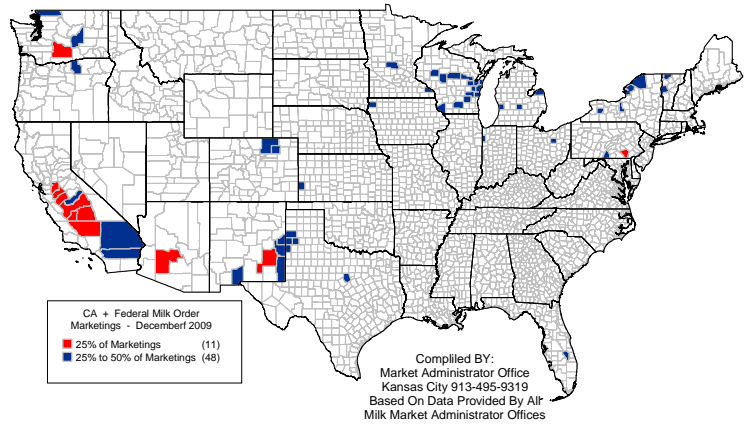 CA + Federal Milk Order
Marketings - Decemberf 2009
25% of Marketings (11)
25% to 50% of Marketings (48)
Compliled BY:
Market Administrator Office
Kansas City 913-495-9319
Based On Data Provided By All
Milk Market Administrator Offices